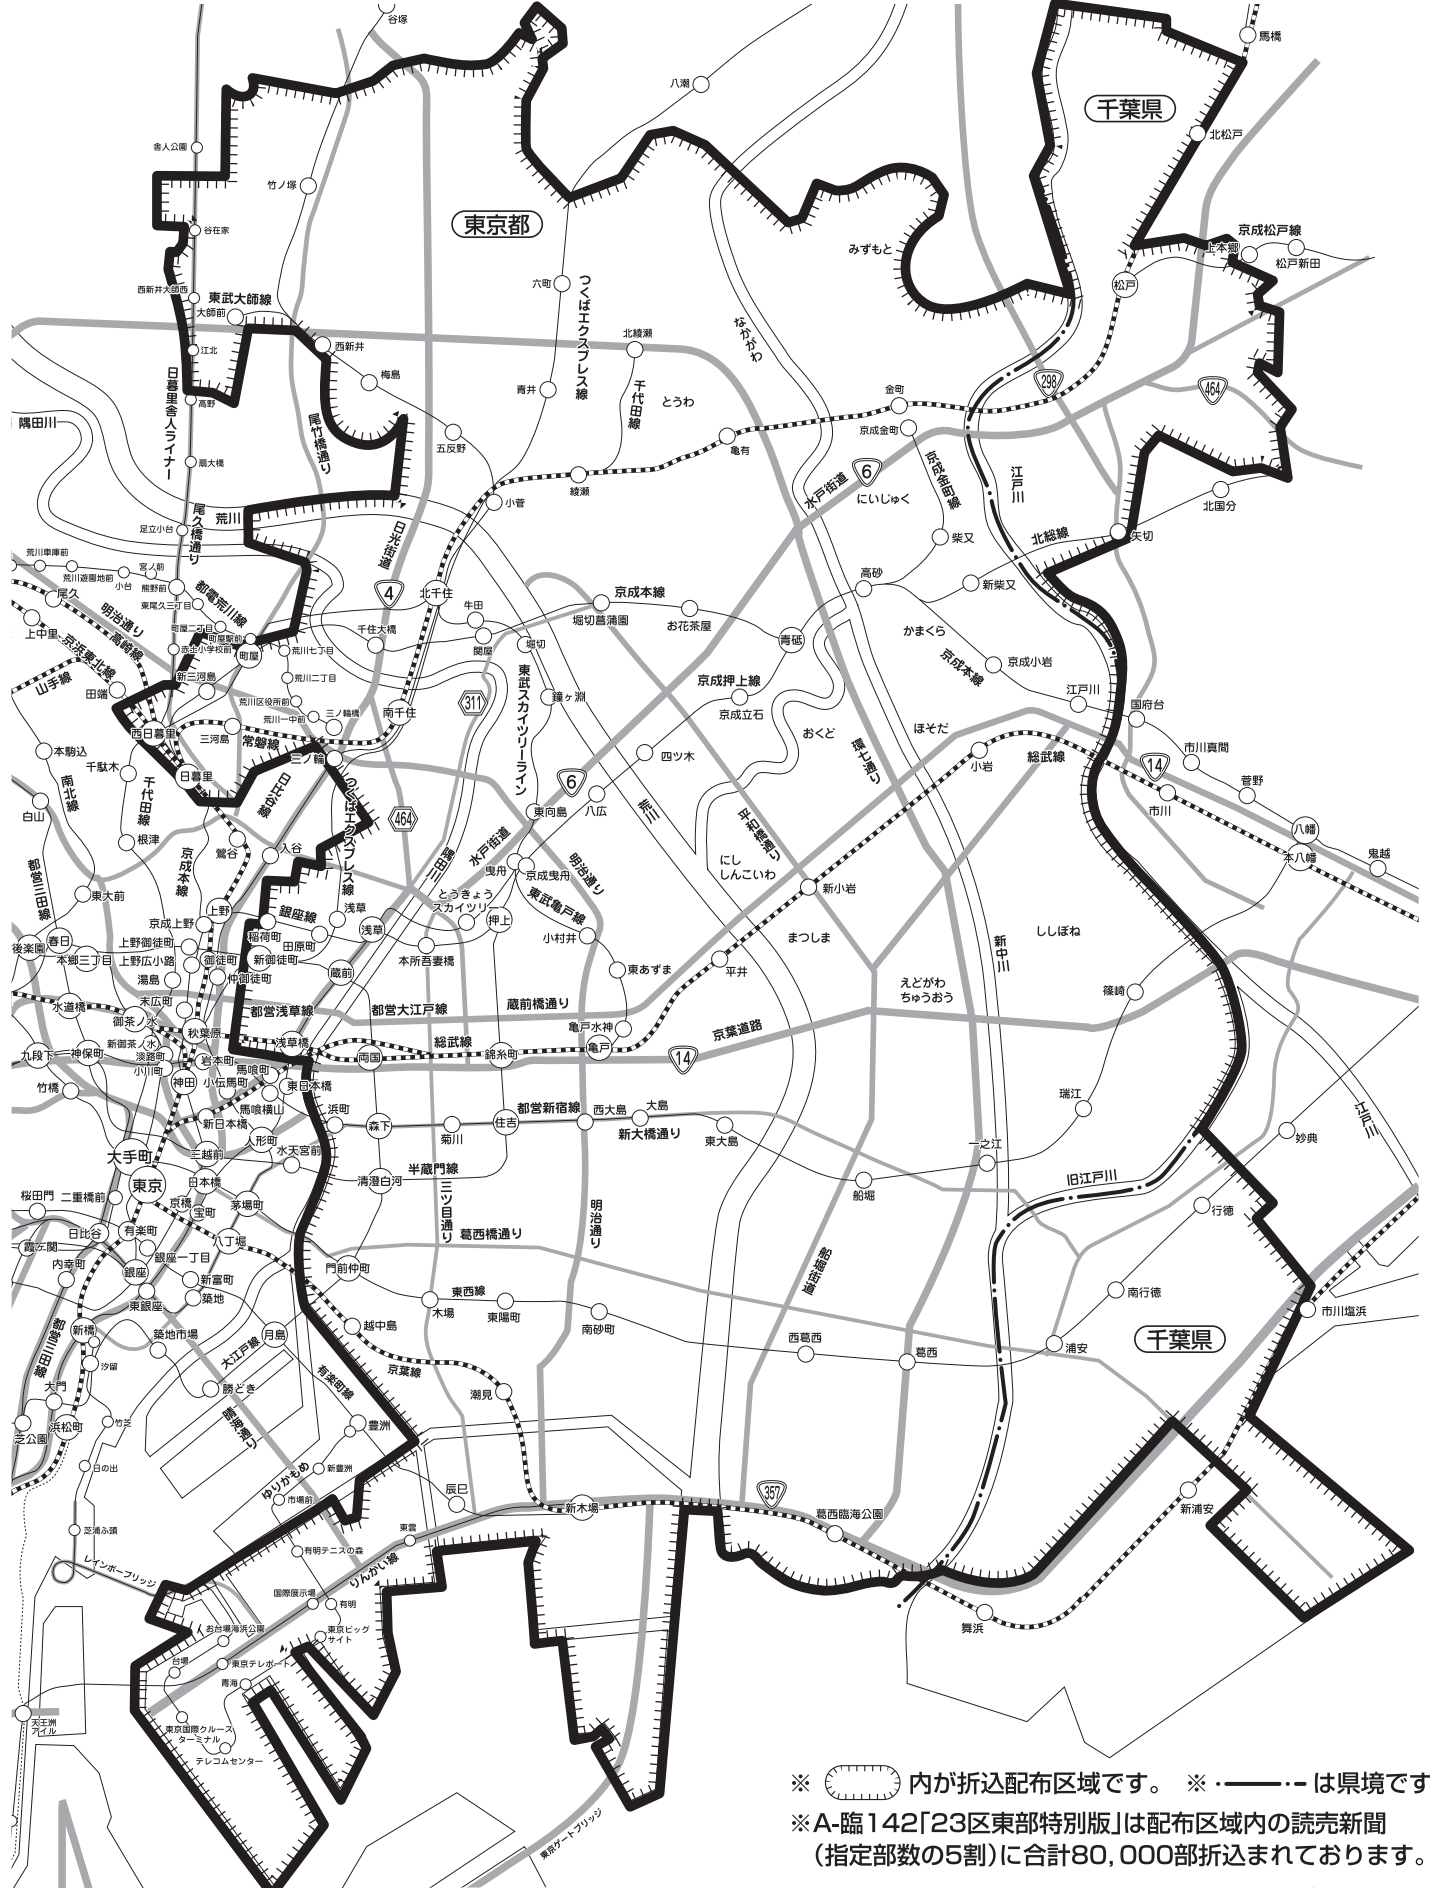 谷塚
馬橋
八潮
千葉県
北松戸
舎人公園
竹ノ塚
東京都
谷在家
みずもと
京成松戸線
上本郷
松戸新田
西新井大師西
東武大師線
大師前
六町
つくばエクスプレス線
松戸
なかがわ
北綾瀬
西新井
江北
梅島
青井
千代田線
とうわ
298
464
日暮里舎人ライナー
高野
金町
京成金町
隅田川
尾竹橋通り
五反野
亀有
扇大橋
綾瀬
小菅
水戸街道
6
にいじゅく
京成金町線
江戸川
北国分
足立小台
尾久橋通り
荒川
日光街道
柴又
北総線
矢切
荒川車庫前
荒川遊園地前
小台
宮ノ前
熊野前
尾久
東尾久三丁目
都電荒川線
4
北千住
高砂
新柴又
京成本線
堀切菖蒲園
お花茶屋
青砥
牛田
関屋
堀切
千住大橋
上中里
明治通り
高崎線
京浜東北線
町屋二丁目
町屋駅前
町屋
赤土小学校前
荒川七丁目
かまくら
京成本線
京成小岩
山手線
田端
新三河島
荒川二丁目
荒川区役所前
荒川一中前
三ノ輪橋
南千住
311
東武スカイツリーライン
鐘ヶ淵
京成押上線
京成立石
江戸川
国府台
西日暮里
三河島
常磐線
三ノ輪
おくど
ほそだ
環七通り
小岩
総武線
14
市川真間
菅野
市川
本駒込
南北線
千駄木
千代田線
日暮里
日比谷線
つくばエクスプレス線
四ツ木
6
八広
東向島
荒川
平和橋通り
八幡
本八幡
鬼越
白山
根津
京成本線
鶯谷
入谷
464
隅田川
水戸街道
曳舟
京成曳舟
明治通り
にし
しんこいわ
新小岩
都営三田線
東大前
京成上野
上野
稲荷町
銀座線
田原町
浅草
浅草
とうきょう
スカイツリー
押上
東武亀戸線
小村井
まつしま
ししぼね
新中川
後楽園
春日
本郷三丁目
上野御徒町
上野広小路
御徒町
新御徒町
仲御徒町
湯島
蔵前
本所吾妻橋
東あずま
平井
えどがわ
ちゅうおう
篠崎
水道橋
末広町
御茶ノ水
秋葉原
都営浅草線
都営大江戸線
蔵前橋通り
亀戸水神
亀戸
京葉道路
九段下
神保町
新御茶ノ水
淡路町
小川町
岩本町
浅草橋
両国
総武線
錦糸町
14
竹橋
神田
小伝馬町
馬喰町
東日本橋
馬喰横山
新日本橋
浜町
森下
菊川
住吉
都営新宿線
西大島
大島
新大橋通り
東大島
瑞江
妙典
江戸川
人形町
水天宮前
三越前
大手町
東京
日本橋
半蔵門線
清澄白河
三ツ目通り
一之江
船堀
旧江戸川
桜田門
二重橋前
京橋
宝町
茅場町
明治通り
行徳
日比谷
有楽町
八丁堀
葛西橋通り
霞ヶ関
銀座一丁目
内幸町
銀座
新富町
門前仲町
船堀街道
東銀座
築地
東西線
木場
東陽町
南砂町
南行徳
市川塩浜
都営三田線
新橋
築地市場
月島
越中島
千葉県
西葛西
葛西
浦安
汐留
大江戸線
有楽町線
京葉線
潮見
大門
勝どき
晴海通り
浜松町
竹芝
豊洲
芝公園
日の出
ゆりかもめ
新豊洲
市場前
辰巳
新木場
357
葛西臨海公園
新浦安
芝浦ふ頭
東雲
レインボーブリッジ
有明テニスの森
りんかい線
国際展示場
有明
お台場海浜公園
東京ビッグ
サイト
舞浜
台場
東京テレポート
青海
天王洲
アイル
東京国際クルーズ
ターミナル
テレコムセンター
東京ゲートブリッジ
※ 内が折込配布区域です。 ※ は県境です
※A-臨142「23区東部特別版」は配布区域内の読売新聞
（指定部数の5割）に合計80,000部折込まれております。